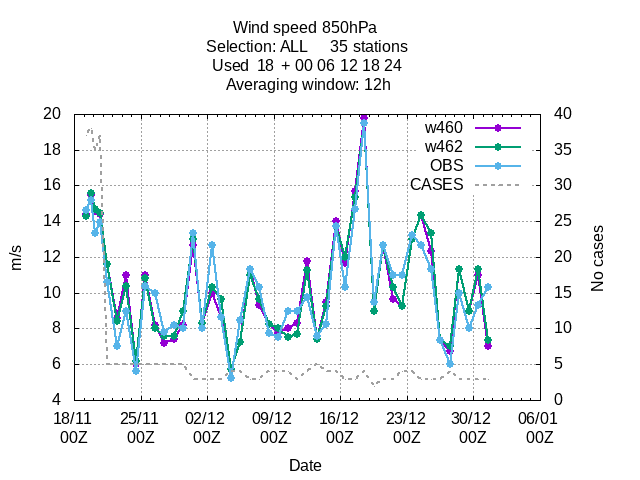 Wind speed 850hPa
Selection: ALL 35 stations
Used 18 + 00 06 12 18 24
Averaging window: 12h
20 40
18 35
16 30
14 25
12 20
10 15
8 10
6 5
4 0
w460
w462
OBS
CASES
m/s
No cases
18/11 25/11 02/12 09/12 16/12 23/12 30/12 06/01
00Z 00Z 00Z 00Z 00Z 00Z 00Z 00Z
Date